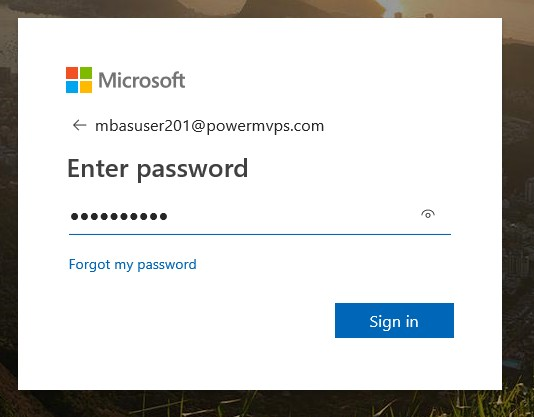 Microsoft
mbasuser201@powermvps.com
Enter password
••••••••••
Forgot my password
Sign in